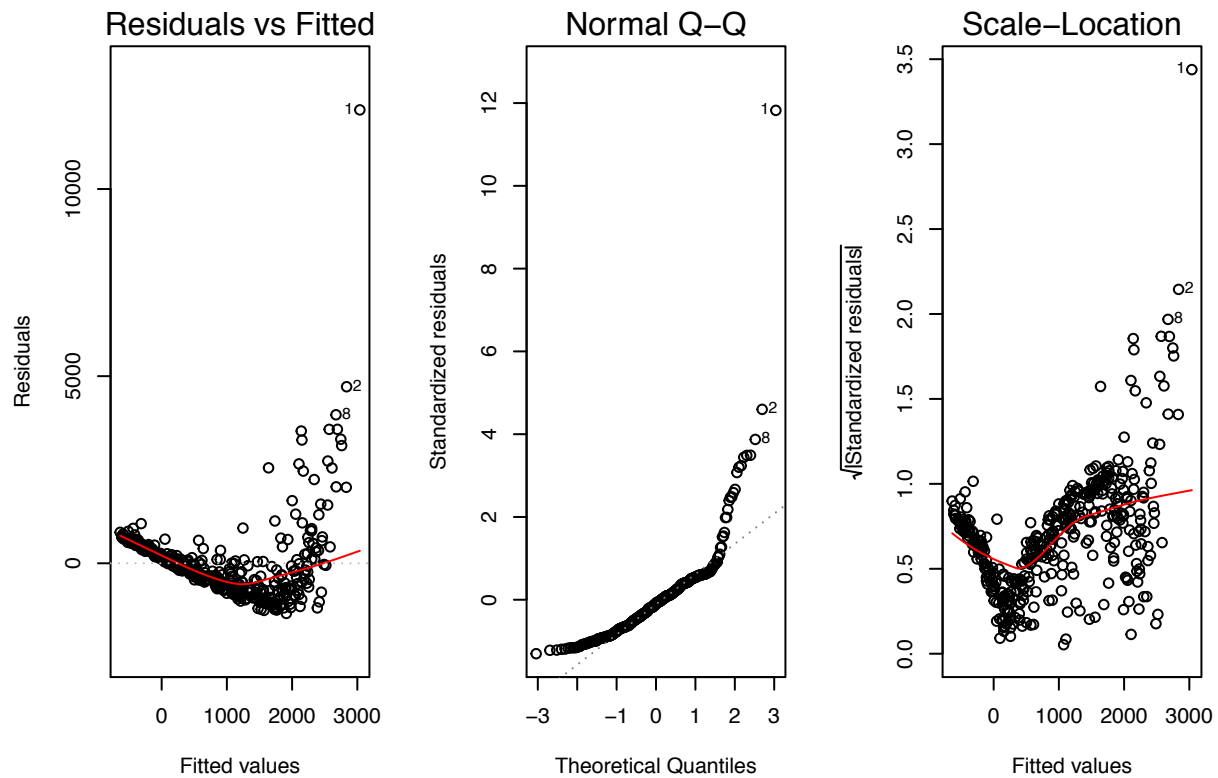 Residuals vs Fitted
Residuals
10000
5000
0
1
2
8
0 1000 2000 3000
Fitted values
Normal Q−Q
Standardized residuals
12
10
8
6
4
2
0
1
2
8
−3 −1 0 1 2 3
Theoretical Quantiles
Scale−Location
√|Standardized residuals|
3.5
3.0
2.5
2.0
1.5
1.0
0.5
0.0
1
2
8
0 1000 2000 3000
Fitted values